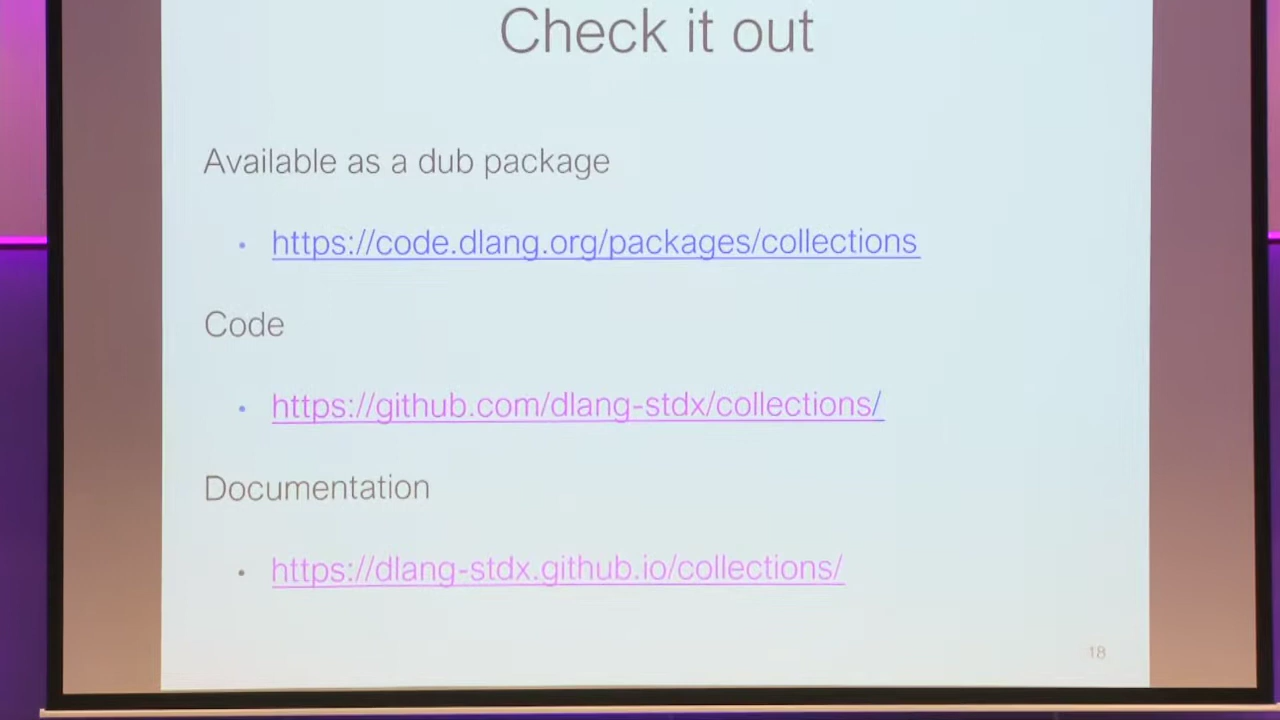 Check it out
Available as a dub package
• https://code.dlang.org/packages/collections
Code
• https://github.com/dlang-stdx/collections/
Documentation
• https://dlang-stdx.github.io/collections/
18